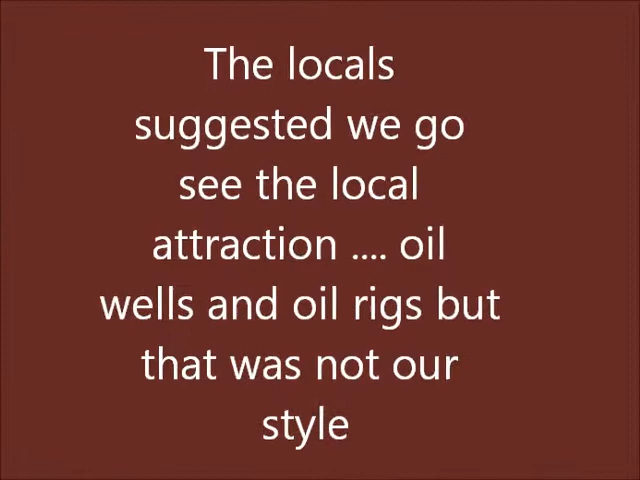 The locals
suggested we go
see the local
attraction .... oil
wells and oil rigs but
that was not our
style